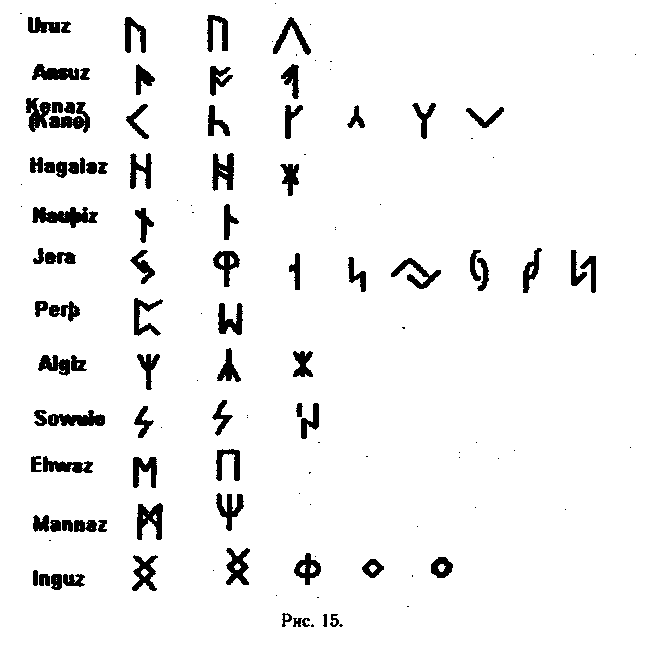 Uruz
Ansuz
Kenaz
(Kano)
Hagalaz
Nauþiz
Jera
Perþ
Algiz
Sowulo
Ehwaz
Mannaz
Inguz
Рис. 15.